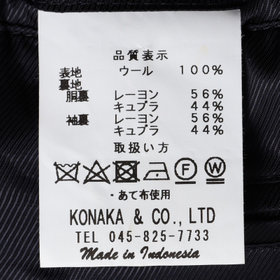 品質表示
表地 ウール 100%
裏地
胴裏 レーヨン 56%
キュプラ 44%
袖裏 レーヨン 56%
キュプラ 44%
取扱い方
P W
・あて布使用
KONAKA & CO., LTD
TEL 045-825-7733
Made in Indonesia